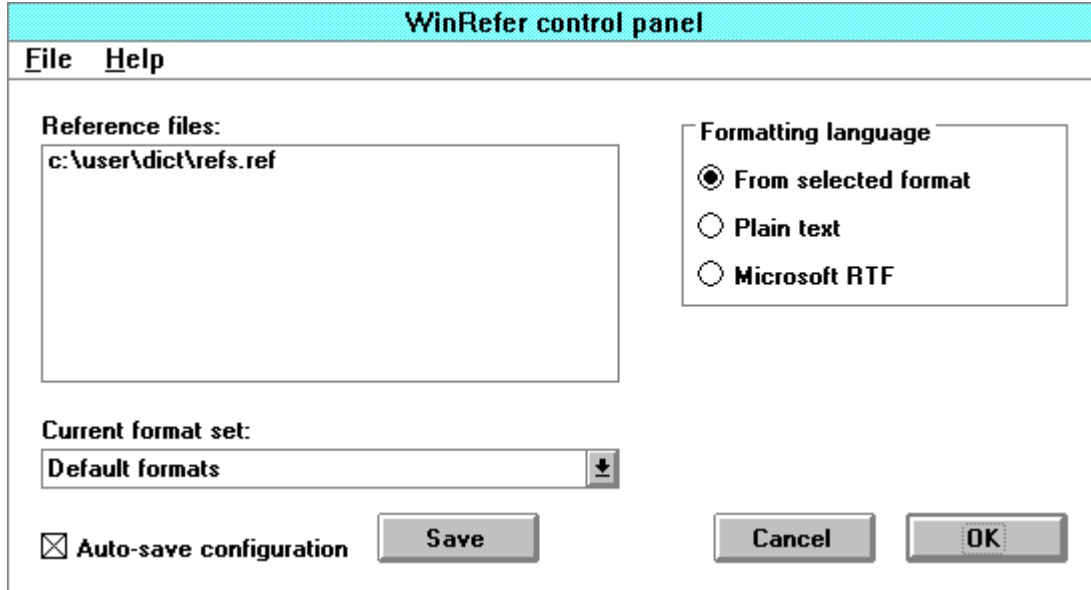 WinRefer control panel
File Help
Reference files:
c:\user\dict\refs.ref
Formatting language
From selected format
Plain text
Microsoft RTF
Current format set:
Default formats
Auto-save configuration
Save
Cancel
OK